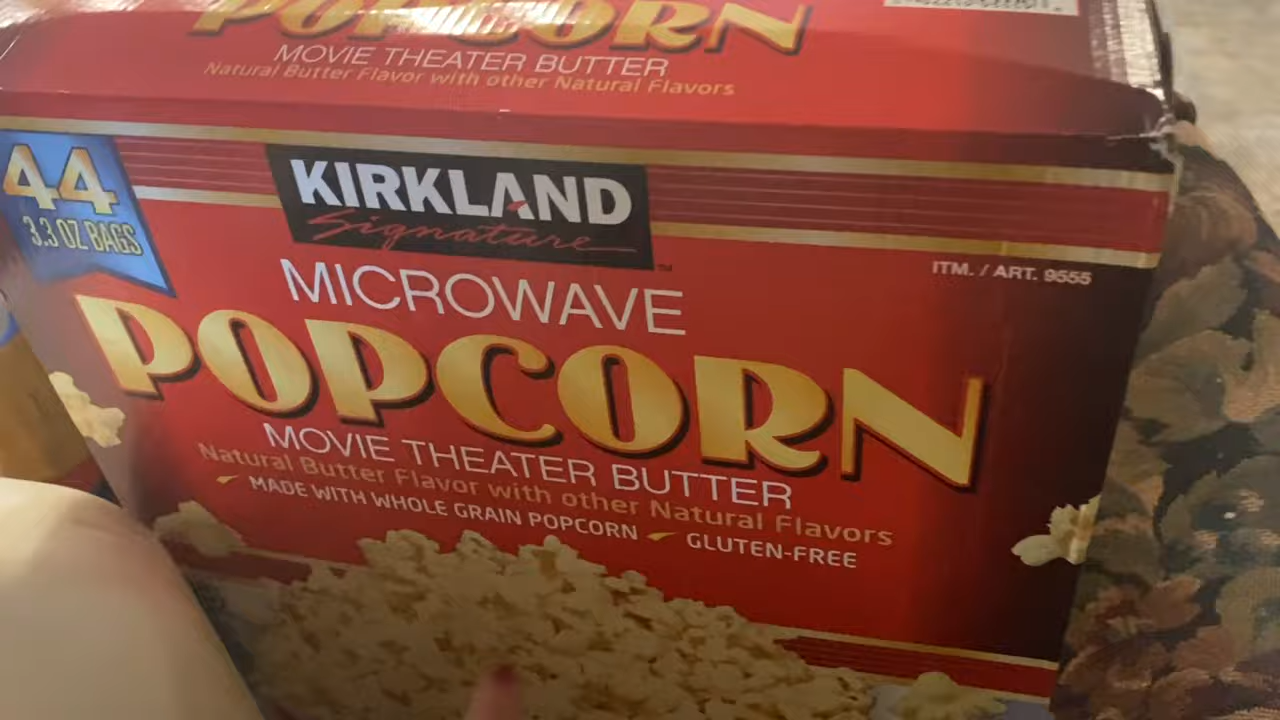 POPCORN
MOVIE THEATER BUTTER
Natural Butter Flavor with other Natural Flavors
44
3.3 OZ BAGS
KIRKLAND
Signature™
ITM. / ART. 9555
MICROWAVE
POPCORN
MOVIE THEATER BUTTER
Natural Butter Flavor with other Natural Flavors
MADE WITH WHOLE GRAIN POPCORN GLUTEN-FREE